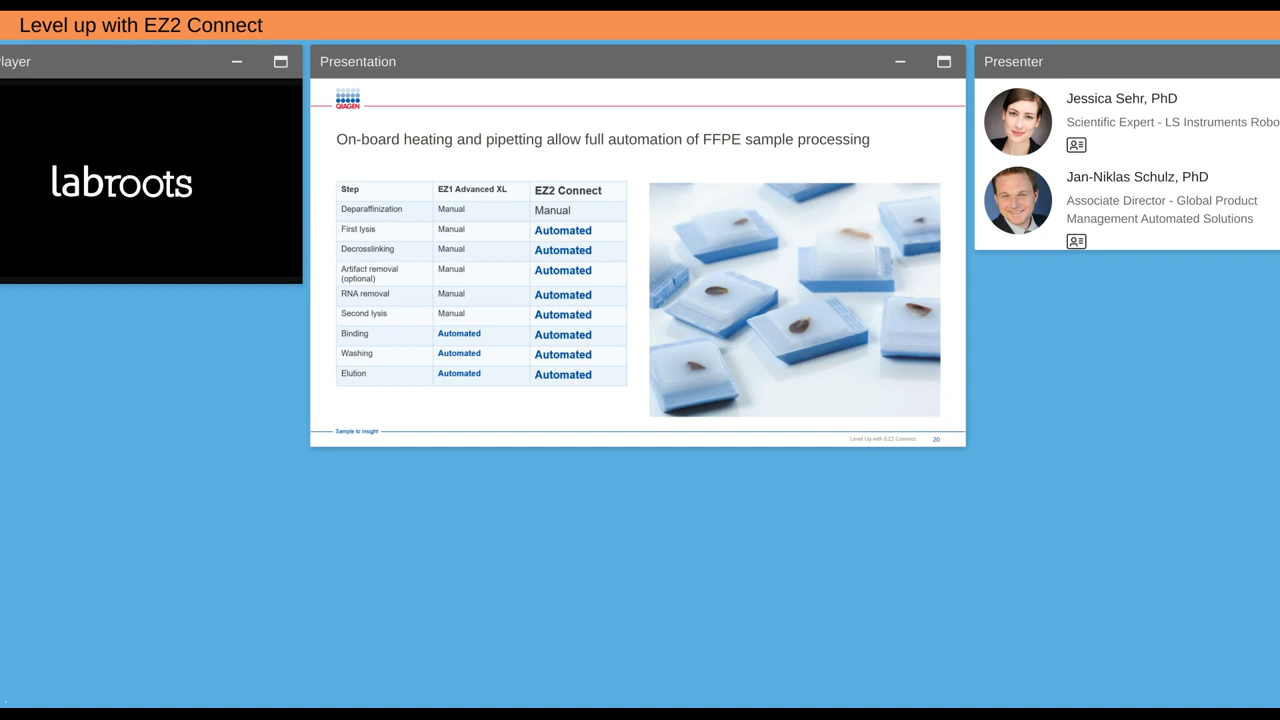 Level up with EZ2 Connect
layer
Presentation
Presenter
QIAGEN
On-board heating and pipetting allow full automation of FFPE sample processing
Step EZ1 Advanced XL EZ2 Connect
Deparaffinization Manual Manual
First lysis Manual Automated
Decrosslinking Manual Automated
Artifact removal
(optional) Manual Automated
RNA removal Manual Automated
Second lysis Manual Automated
Binding Automated Automated
Washing Automated Automated
Elution Automated Automated
Sample to Insight
Level Up with EZ2 Connect 20
labroots
Jessica Sehr, PhD
Scientific Expert - LS Instruments Robo
Jan-Niklas Schulz, PhD
Associate Director - Global Product
Management Automated Solutions